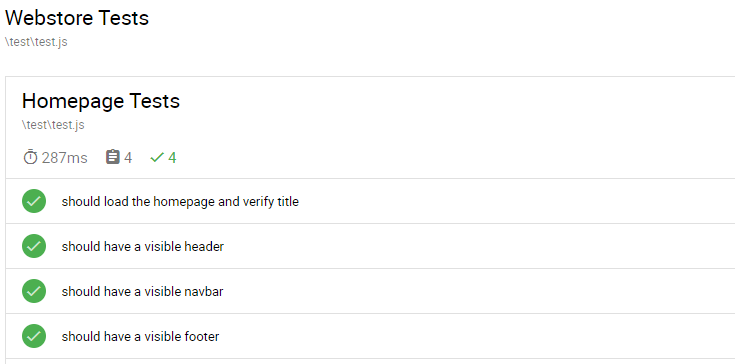 Webstore Tests
\test\test.js
Homepage Tests
\test\test.js
287ms 4 4
should load the homepage and verify title
should have a visible header
should have a visible navbar
should have a visible footer